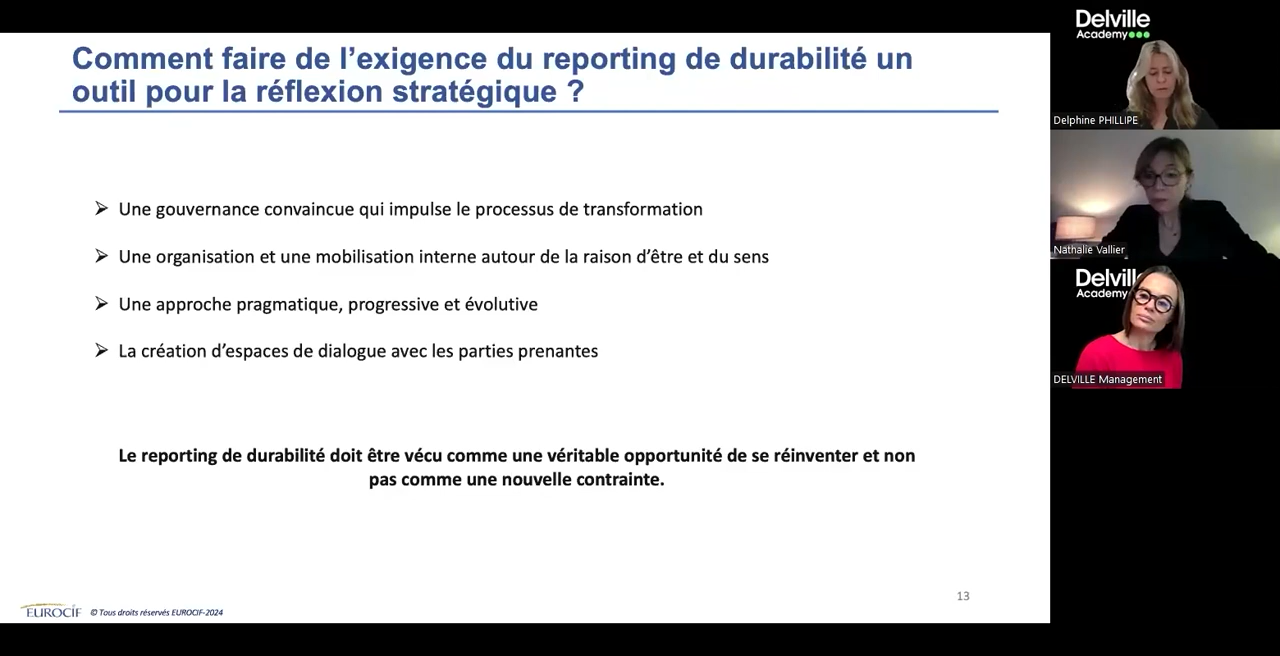 Comment faire de l’exigence du reporting de durabilité un
outil pour la réflexion stratégique ?
Une gouvernance convaincue qui impulse le processus de transformation
Une organisation et une mobilisation interne autour de la raison d’être et du sens
Une approche pragmatique, progressive et évolutive
La création d’espaces de dialogue avec les parties prenantes
Le reporting de durabilité doit être vécu comme une véritable opportunité de se réinventer et non
pas comme une nouvelle contrainte.
EUROCIF © Tous droits réservés EUROCIF-2024
13
Delville
Academy
Delphine PHILLIPE
Nathalie Vallier
Delville
Academy
DELVILLE Management